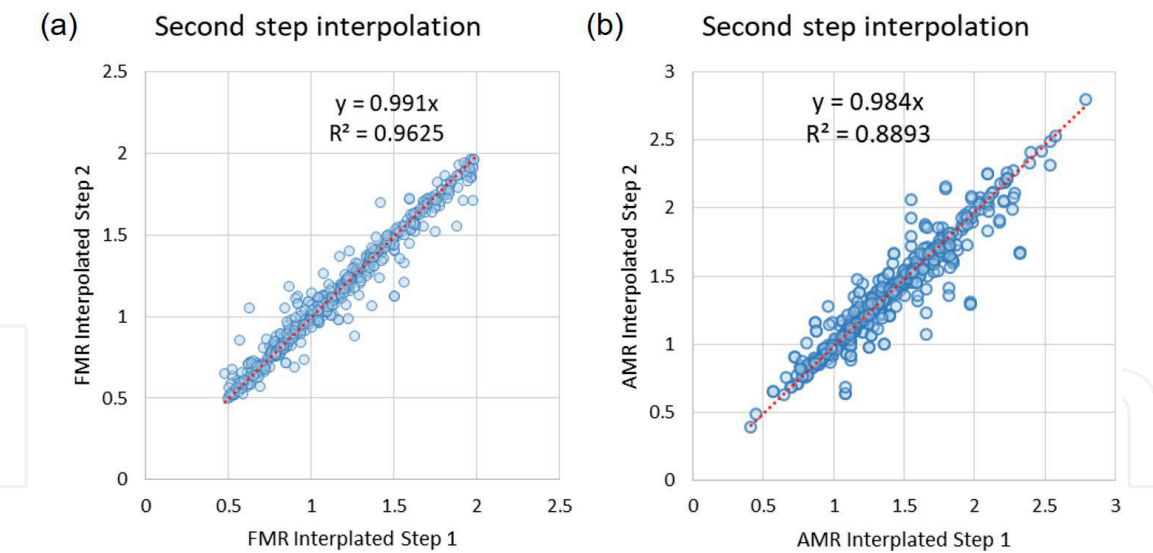 (a)
Second step interpolation
y = 0.991x
R² = 0.9625
FMR Interpolated Step 2
2.5
2
1.5
1
0.5
0
0 0.5 1 1.5 2 2.5
FMR Interplated Step 1
(b)
Second step interpolation
y = 0.984x
R² = 0.8893
AMR Interpolated Step 2
3
2.5
2
1.5
1
0.5
0
0 0.5 1 1.5 2 2.5 3
AMR Interplated Step 1